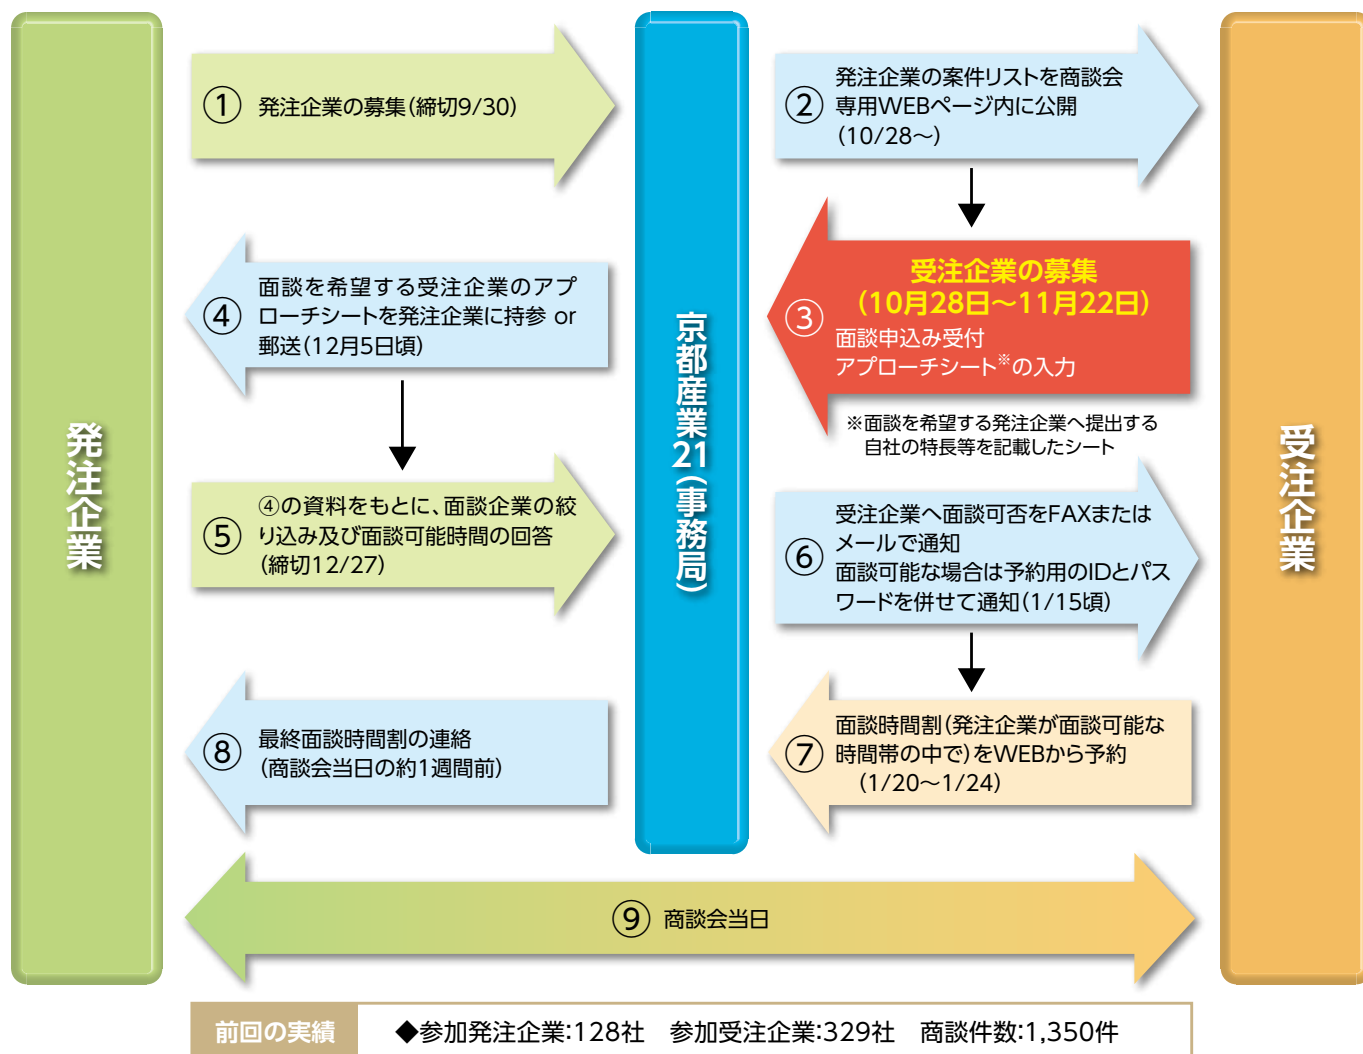 発注企業
京都産業21(事務局)
受注企業
① 発注企業の募集(締切9/30)
② 発注企業の案件リストを商談会
専用WEBページ内に公開
(10/28〜)
③ 受注企業の募集
(10月28日〜11月22日)
面談申込み受付
アプローチシート※の入力
※面談を希望する発注企業へ提出する
自社の特長等を記載したシート
④ 面談を希望する受注企業のアプ
ローチシートを発注企業に持参 or
郵送(12月5日頃)
⑤ ④の資料をもとに、面談企業の絞
り込み及び面談可能時間の回答
(締切12/27)
⑥ 受注企業へ面談可否をFAXまたは
メールで通知
面談可能な場合は予約用のIDとパス
ワードを併せて通知(1/15頃)
⑦ 面談時間割(発注企業が面談可能な
時間帯の中で)をWEBから予約
(1/20〜1/24)
⑧ 最終面談時間割の連絡
(商談会当日の約1週間前)
⑨ 商談会当日
前回の実績 ◆参加発注企業:128社 参加受注企業:329社 商談件数:1,350件